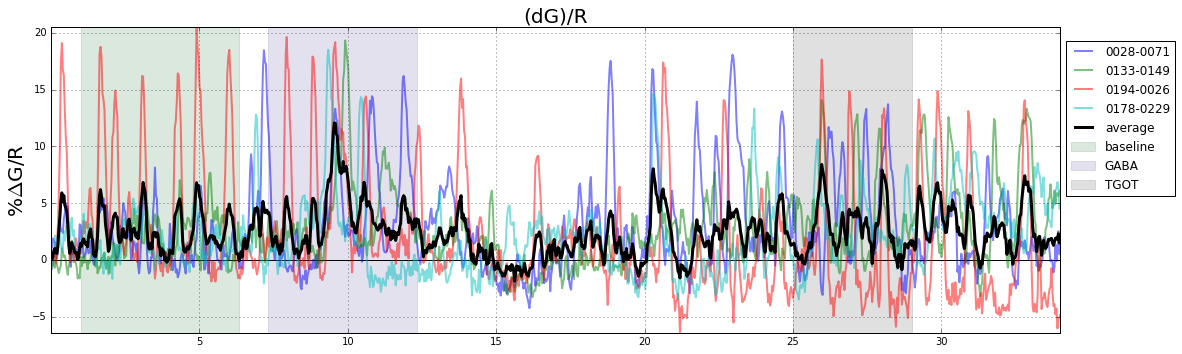 (dG)/R
%ΔG/R
20
15
10
5
0
−5
5
10
15
20
25
30
0028-0071
0133-0149
0194-0026
0178-0229
average
baseline
GABA
TGOT